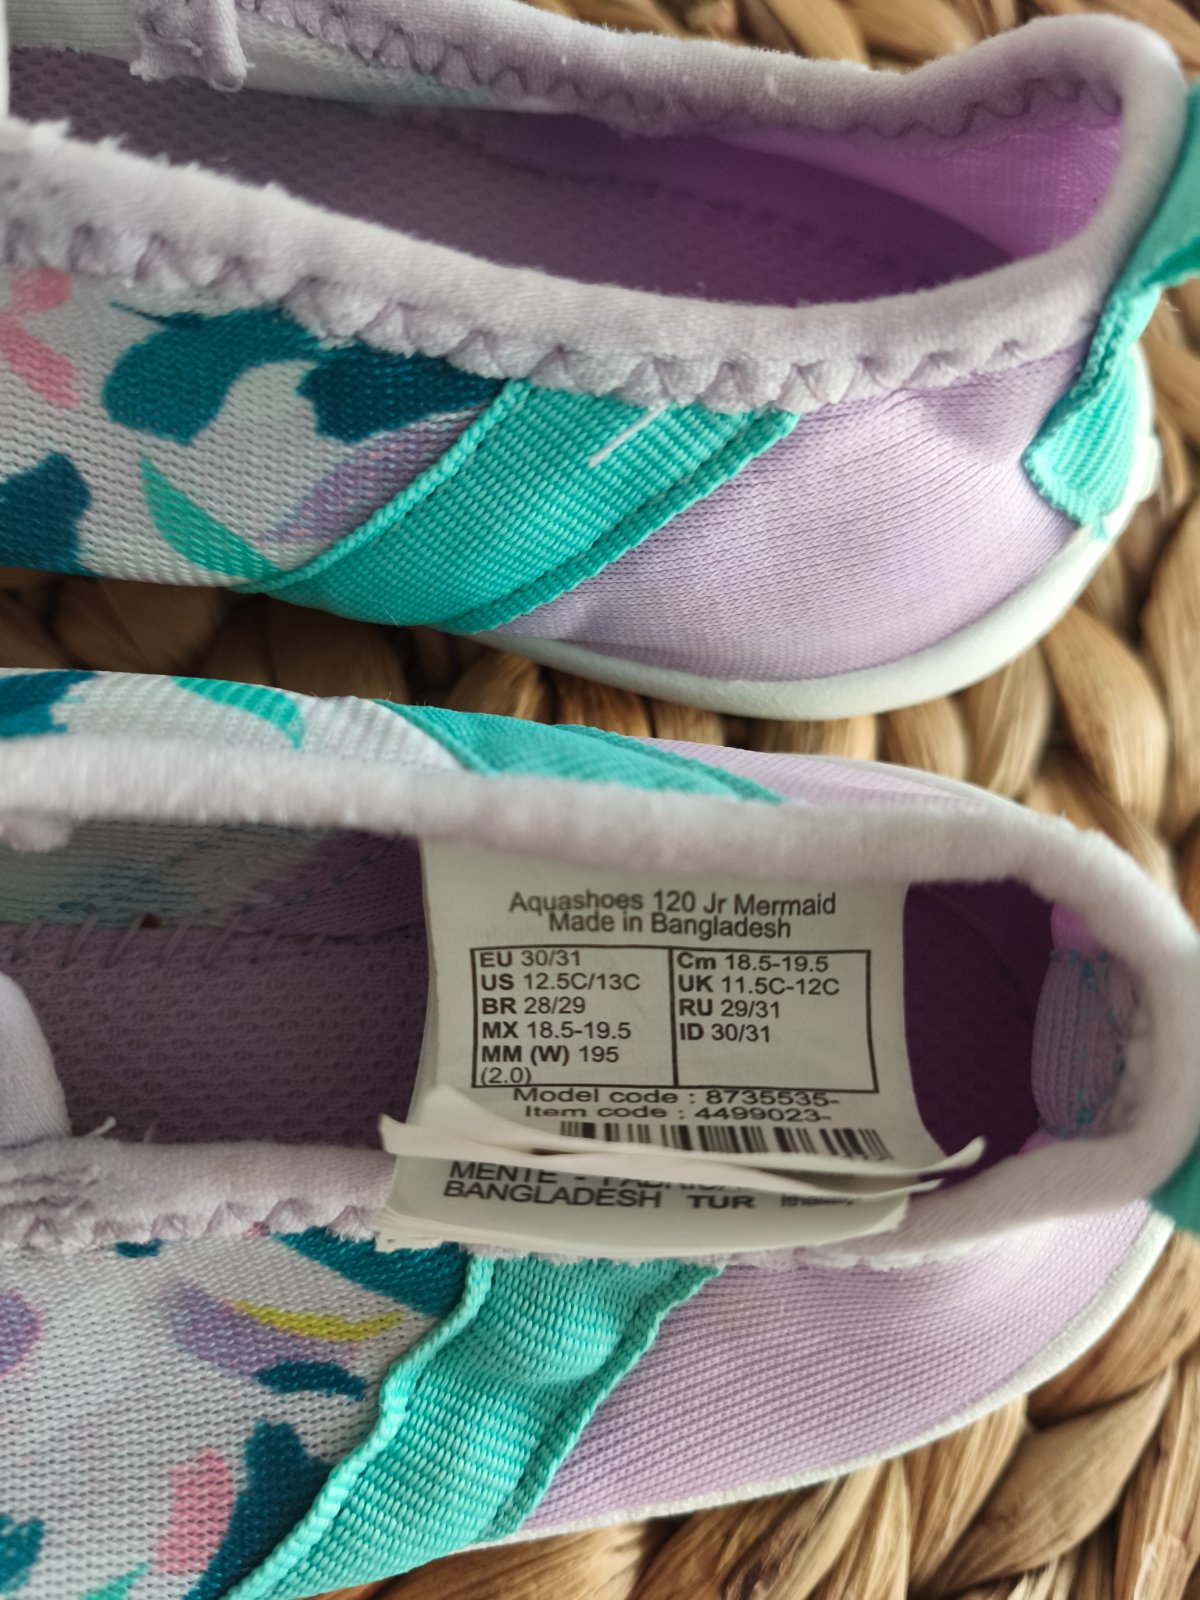 Aquashoes 120 Jr Mermaid
Made in Bangladesh
EU 30/31
US 12.5C/13C
BR 28/29
MX 18.5-19.5
MM (W) 195
(2.0)
Cm 18.5-19.5
UK 11.5C-12C
RU 29/31
ID 30/31
Model code : 8735535-
Item code : 4499023-
MENTE -
BANGLADESH TUR